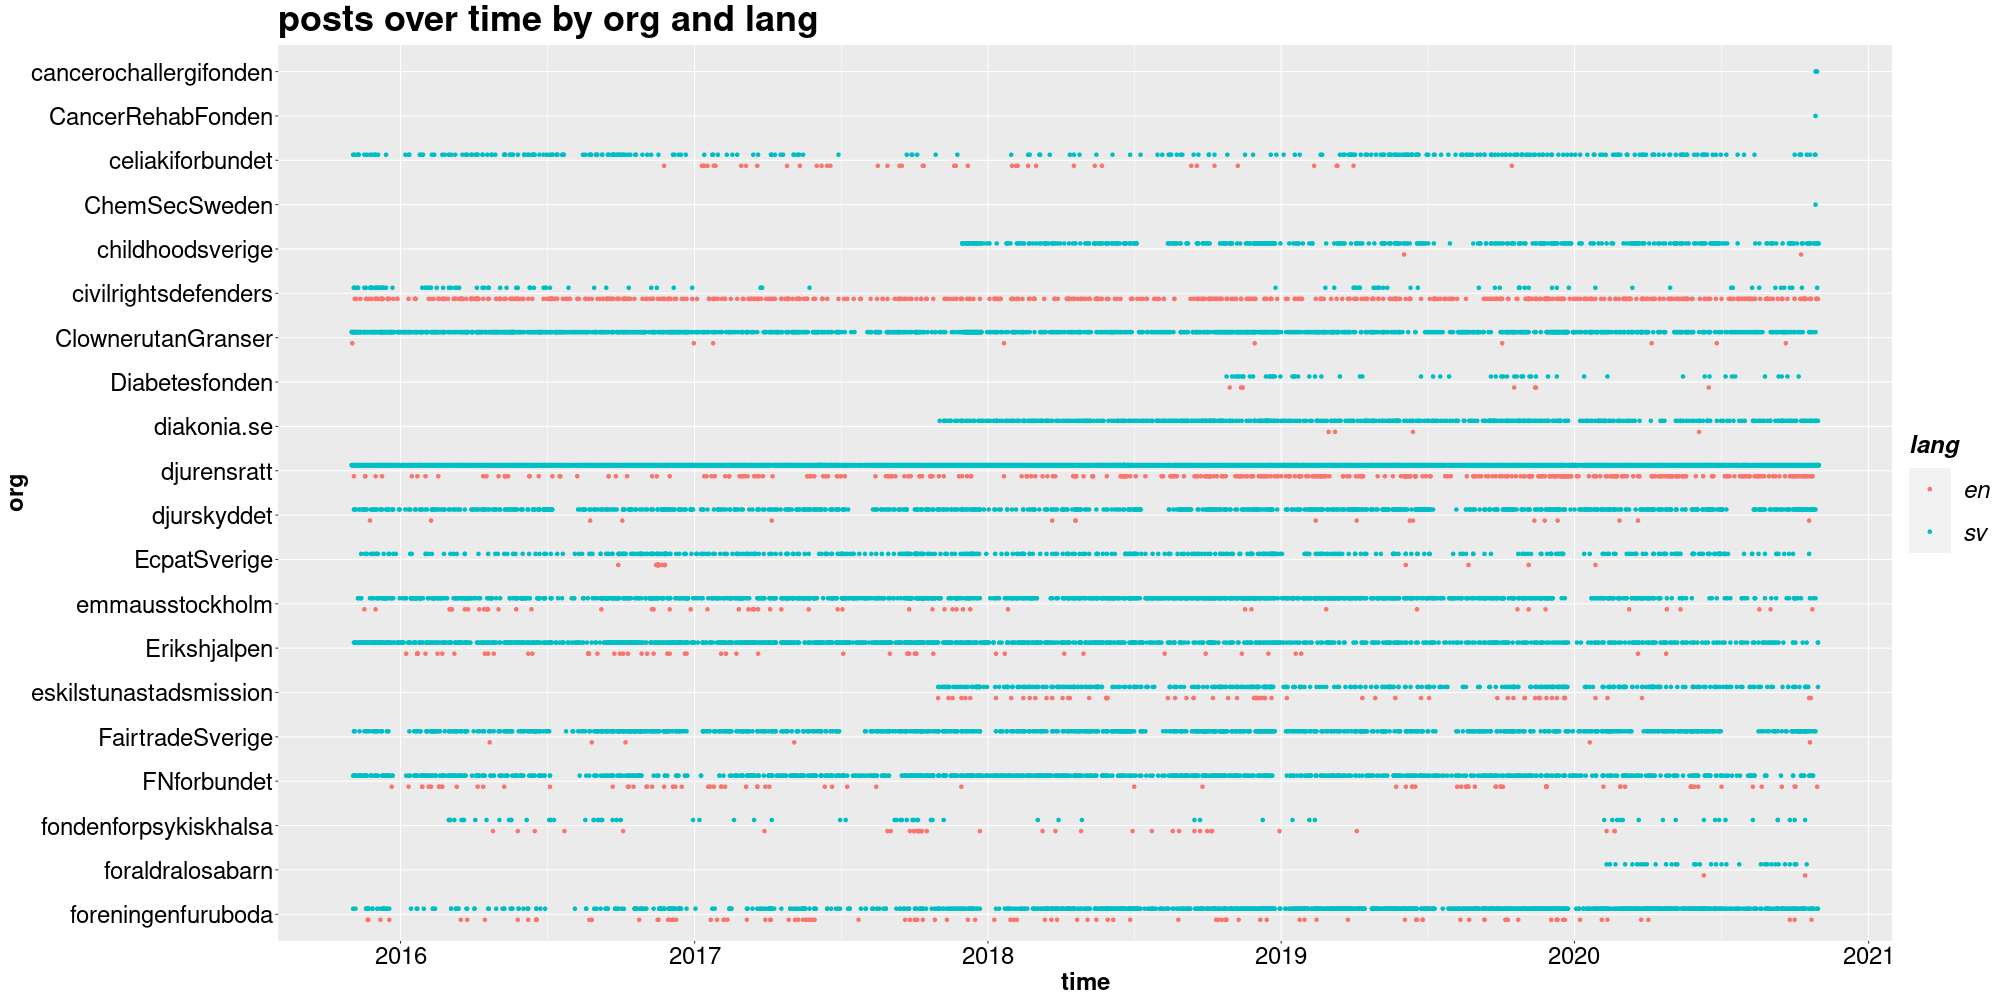 posts over time by org and lang
cancerochallergifonden
CancerRehabFonden
celiakiforbundet
ChemSecSweden
childhoodsverige
civilrightsdefenders
ClownerutanGranser
Diabetesfonden
diakonia.se
djurensratt
djurskyddet
EcpatSverige
emmausstockholm
Erikshjalpen
eskilstunastadsmission
FairtradeSverige
FNforbundet
fondenforpsykiskhalsa
foraldralosabarn
foreningenfuruboda
org
2016 2017 2018 2019 2020 2021
time
lang
en
sv